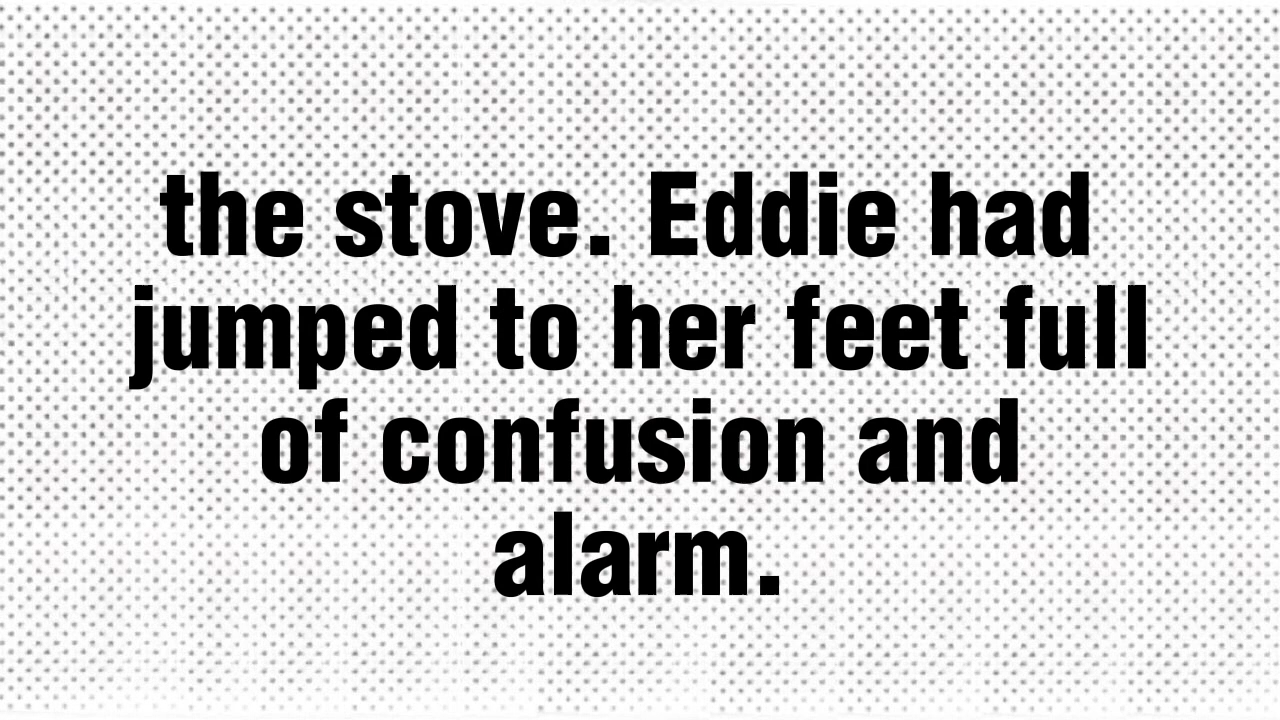 the stove. Eddie had
jumped to her feet full
of confusion and
alarm.